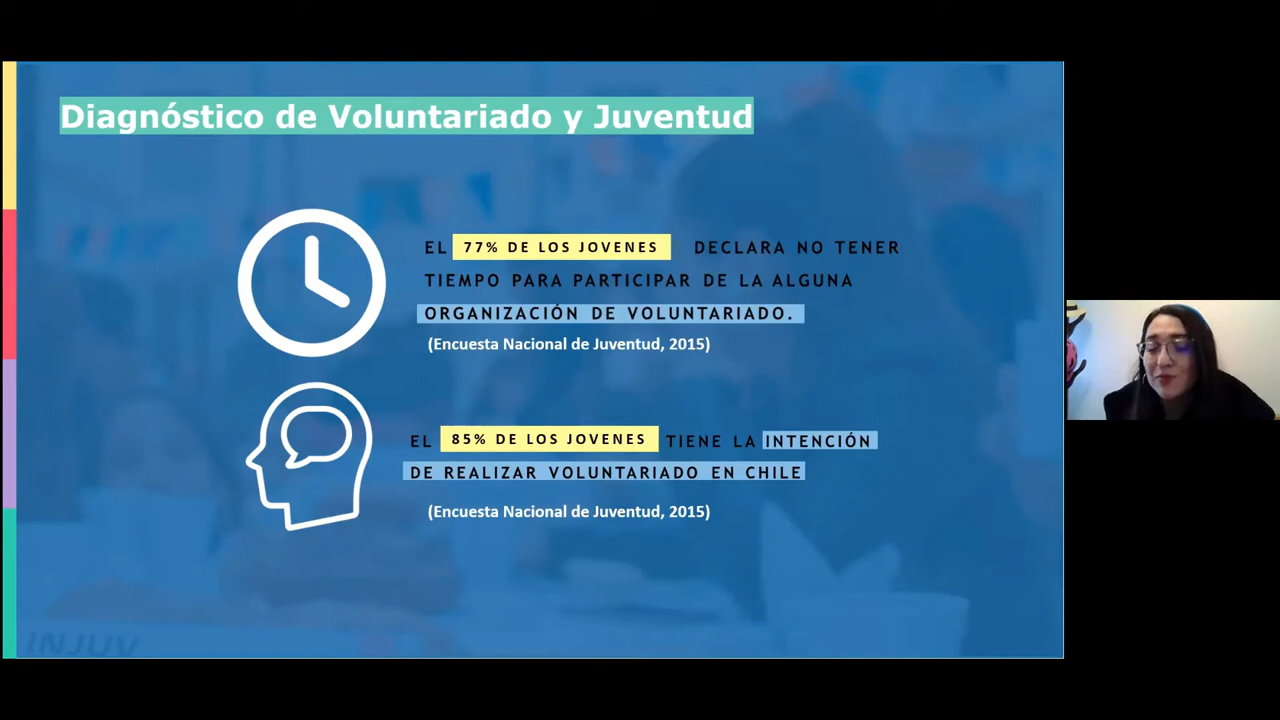 Diagnóstico de Voluntariado y Juventud
EL 77% DE LOS JOVENES DECLARA NO TENER
TIEMPO PARA PARTICIPAR DE LA ALGUNA
ORGANIZACIÓN DE VOLUNTARIADO.
(Encuesta Nacional de Juventud, 2015)
EL 85% DE LOS JOVENES TIENE LA INTENCIÓN
DE REALIZAR VOLUNTARIADO EN CHILE
(Encuesta Nacional de Juventud, 2015)
INJUV